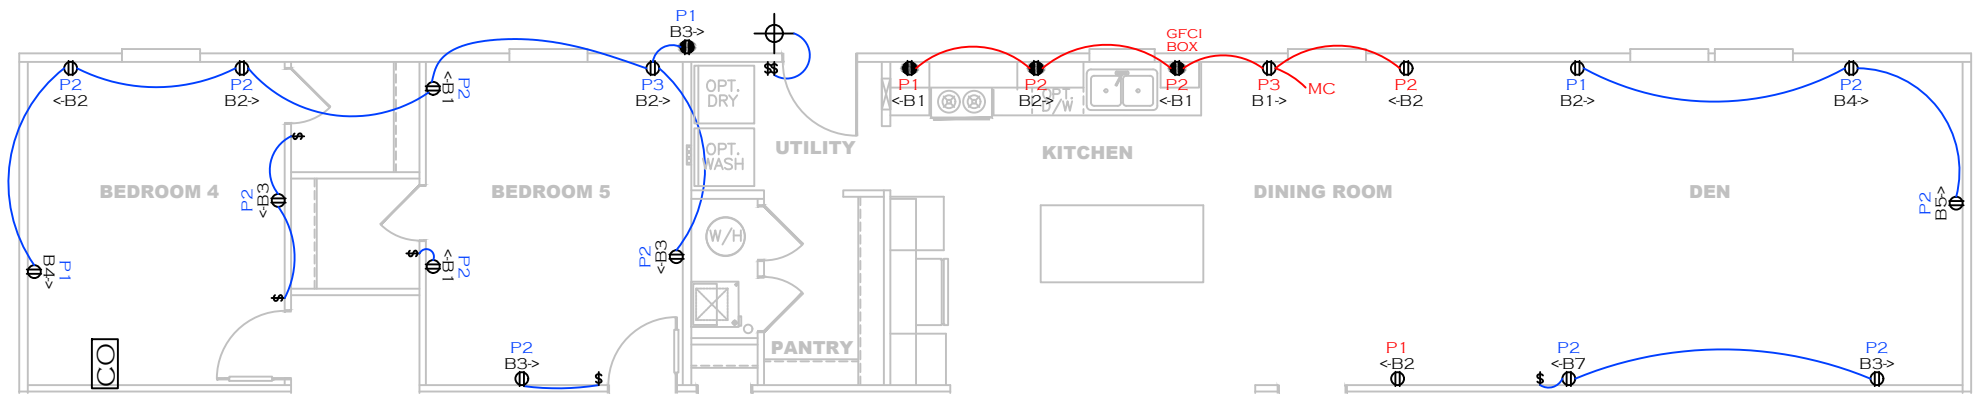 P1
B3->
GFCI
BOX
P2
<-B2
P2
B2->
P2
<-B1
P3
B2->
$$
OPT.
DRY
P1
<-B1
P2
B2->
P2
<-B1
P3
B1->
MC
P2
<-B2
P1
B2->
P2
B4->
OPT.
D/W
OPT.
WASH
UTILITY
KITCHEN
$
BEDROOM 4
P2
<-B3
BEDROOM 5
DINING ROOM
DEN
P2
B5->
W/H
P1
B4->
$
$
P2
<-B1
P2
<-B3
CO
PANTRY
P2
B3->
$
P1
<-B2
$
P2
<-B7
P2
B3->